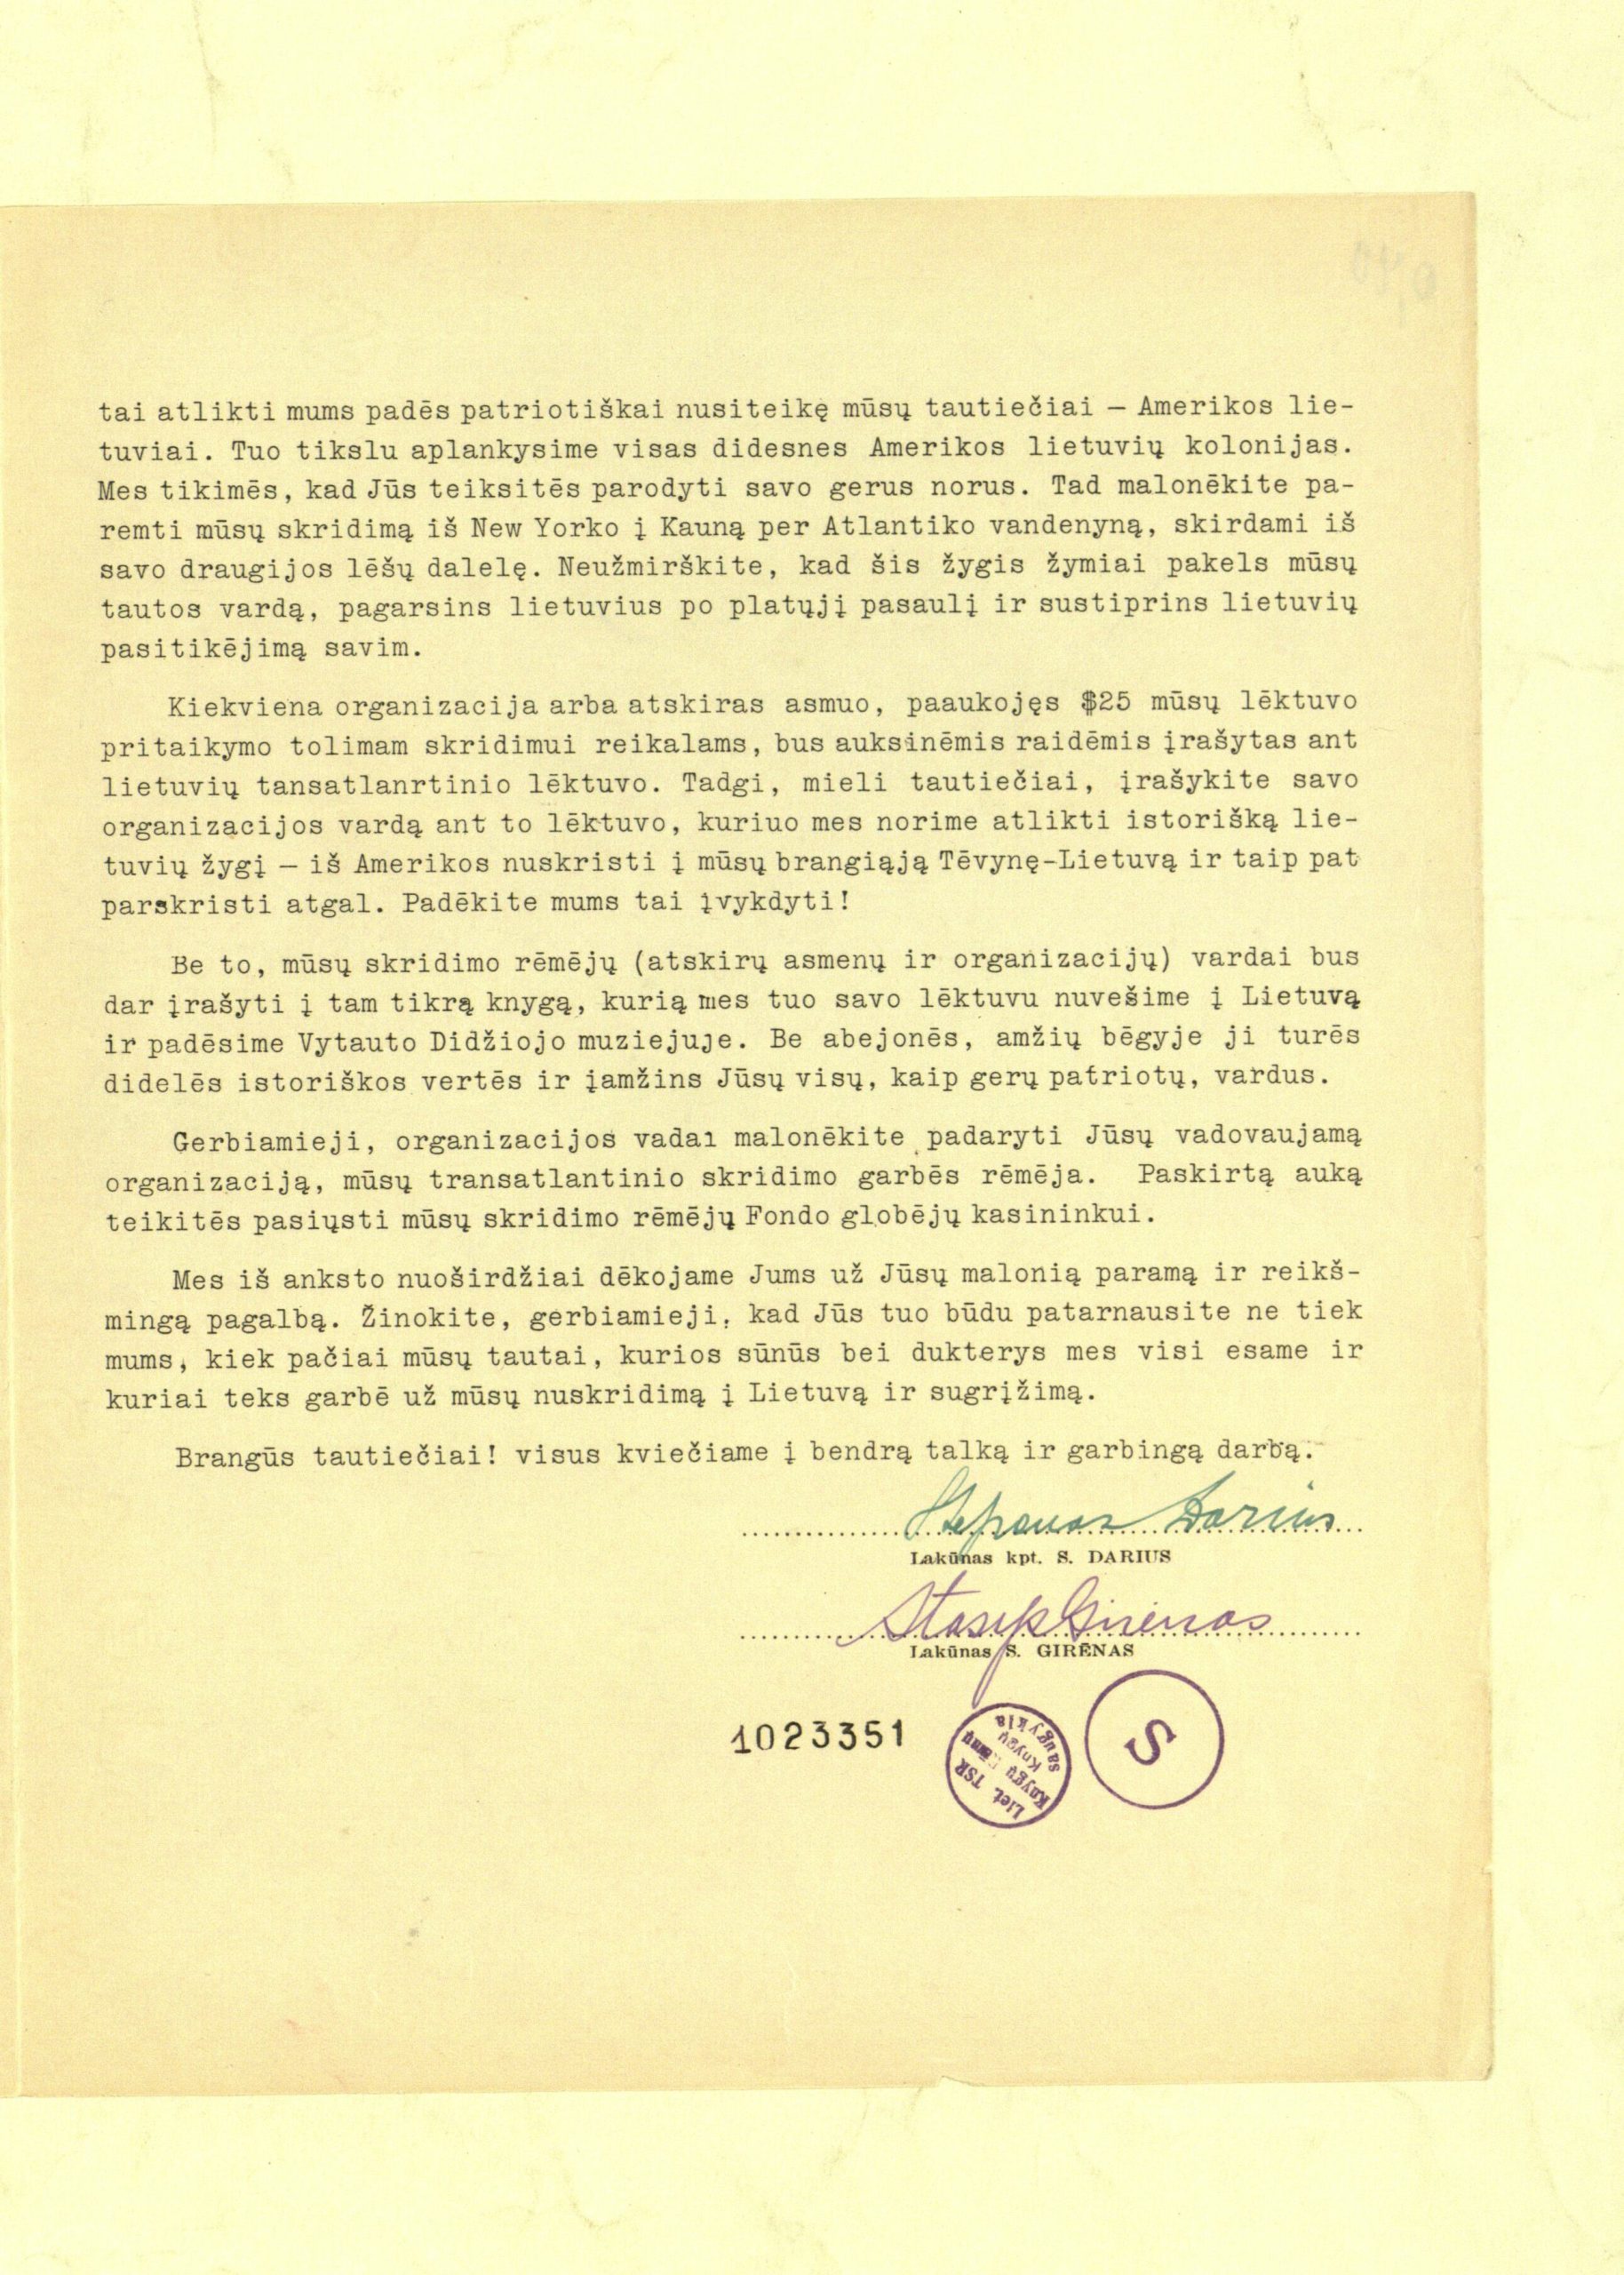 tai atlikti mums padės patriotiškai nusiteikę mūsų tautiečiai – Amerikos lie-
tuviai. Tuo tikslu aplankysime visas didesnes Amerikos lietuvių kolonijas.
Mes tikimės, kad Jūs teiksitės parodyti savo gerus norus. Tad malonėkite pa-
remti mūsų skridimą iš New Yorko į Kauną per Atlantiko vandenyną, skirdami iš
savo draugijos lėšų dalelę. Neužmirškite, kad šis žygis žymiai pakels mūsų
tautos vardą, pagarsins lietuvius po platųjį pasaulį ir sustiprins lietuvių
pasitikėjimą savim.
Kiekviena organizacija arba atskiras asmuo, paaukojęs $25 mūsų lėktuvo
pritaikymo tolimam skridimui reikalams, bus auksinėmis raidėmis įrašytas ant
lietuvių tansatlanrtinio lėktuvo. Tadgi, mieli tautiečiai, įrašykite savo
organizacijos vardą ant to lėktuvo, kuriuo mes norime atlikti istorišką lie-
tuvių žygį – iš Amerikos nuskristi į mūsų brangiąją Tėvynę-Lietuvą ir taip pat
parskristi atgal. Padėkite mums tai įvykdyti!
Be to, mūsų skridimo rėmėjų (atskirų asmenų ir organizacijų) vardai bus
dar įrašyti į tam tikrą knygą, kurią mes tuo savo lėktuvu nuvešime į Lietuvą
ir padėsime Vytauto Didžiojo muziejuje. Be abejonės, amžių bėgyje ji turės
didelės istoriškos vertės ir įamžins Jūsų visų, kaip gerų patriotų, vardus.
Gerbiamieji, organizacijos vadai malonėkite padaryti Jūsų vadovaujamą
organizaciją, mūsų transatlantinio skridimo garbės rėmėja. Paskirtą auką
teikitės pasiųsti mūsų skridimo rėmėjų Fondo globėjų kasininkui.
Mes iš anksto nuoširdžiai dėkojame Jums už Jūsų malonią paramą ir reikš-
mingą pagalbą. Žinokite, gerbiamieji, kad Jūs tuo būdu patarnausite ne tiek
mums, kiek pačiai mūsų tautai, kurios sūnūs bei dukterys mes visi esame ir
kuriai teks garbė už mūsų nuskridimą į Lietuvą ir sugrįžimą.
Brangūs tautiečiai! visus kviečiame į bendrą talką ir garbingą darbą.
Steponas Darius
Lakūnas kpt. S. DARIUS
Stasys Girėnas
Lakūnas S. GIRĖNAS
1023351
Liet. TSR
Knygų Rūmų
Knygų
saugykla
S